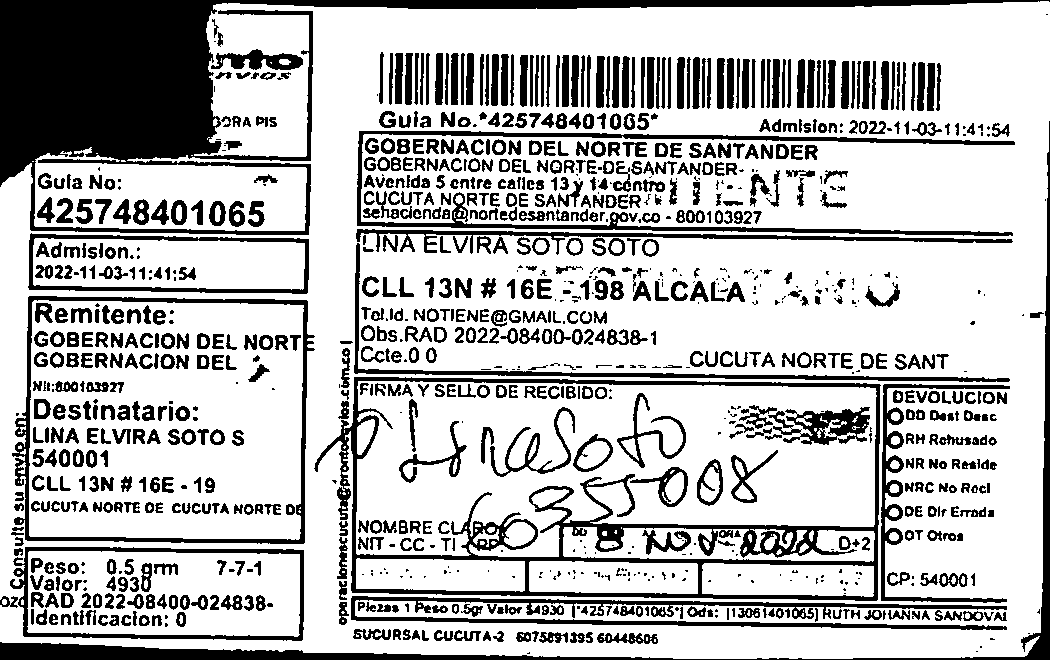 ENVIOS
DORA PIS
Guia No:
425748401065
Admision.:
2022-11-03-11:41:54
Remitente:
GOBERNACION DEL NORTE
GOBERNACION DEL
Nit:800103927
Destinatario:
LINA ELVIRA SOTO S
540001
CLL 13N # 16E - 19
CUCUTA NORTE DE CUCUTA NORTE DE
Peso: 0.5 grm 7-7-1
Valor: 4930
RAD 2022-08400-024838-
Identificacion: 0
Consulte su envio en:
operacionescucuta@prontoenvios.com.co
Guia No.*425748401065*
Admision: 2022-11-03-11:41:54
GOBERNACION DEL NORTE DE SANTANDER
GOBERNACION DEL NORTE-DE SANTANDER-
Avenida 5 entre calles 13 y 14 centro
CUCUTA NORTE DE SANTANDER
sehacienda@nortedesantander.gov.co - 800103927
LINA ELVIRA SOTO SOTO
CLL 13N # 16E - 198 ALCALA
Tel.Id. NOTIENE@GMAIL.COM
Obs.RAD 2022-08400-024838-1
Ccte.0 0
CUCUTA NORTE DE SANT
FIRMA Y SELLO DE RECIBIDO:
Lina Soto
60355008
NOMBRE CLARO
NIT - CC - TI - RP
DD 8 NOV 2022 D+2
DEVOLUCION
DD Dest Desc
RH Rehusado
NR No Reside
NRC No Recl
DE Dir Errada
OT Otros
CP: 540001
Piezas 1 Peso 0.5gr Valor $4930 [*425748401065*] Ods: [13061401065] RUTH JOHANNA SANDOVAL
SUCURSAL CUCUTA-2 6075891395 60448606